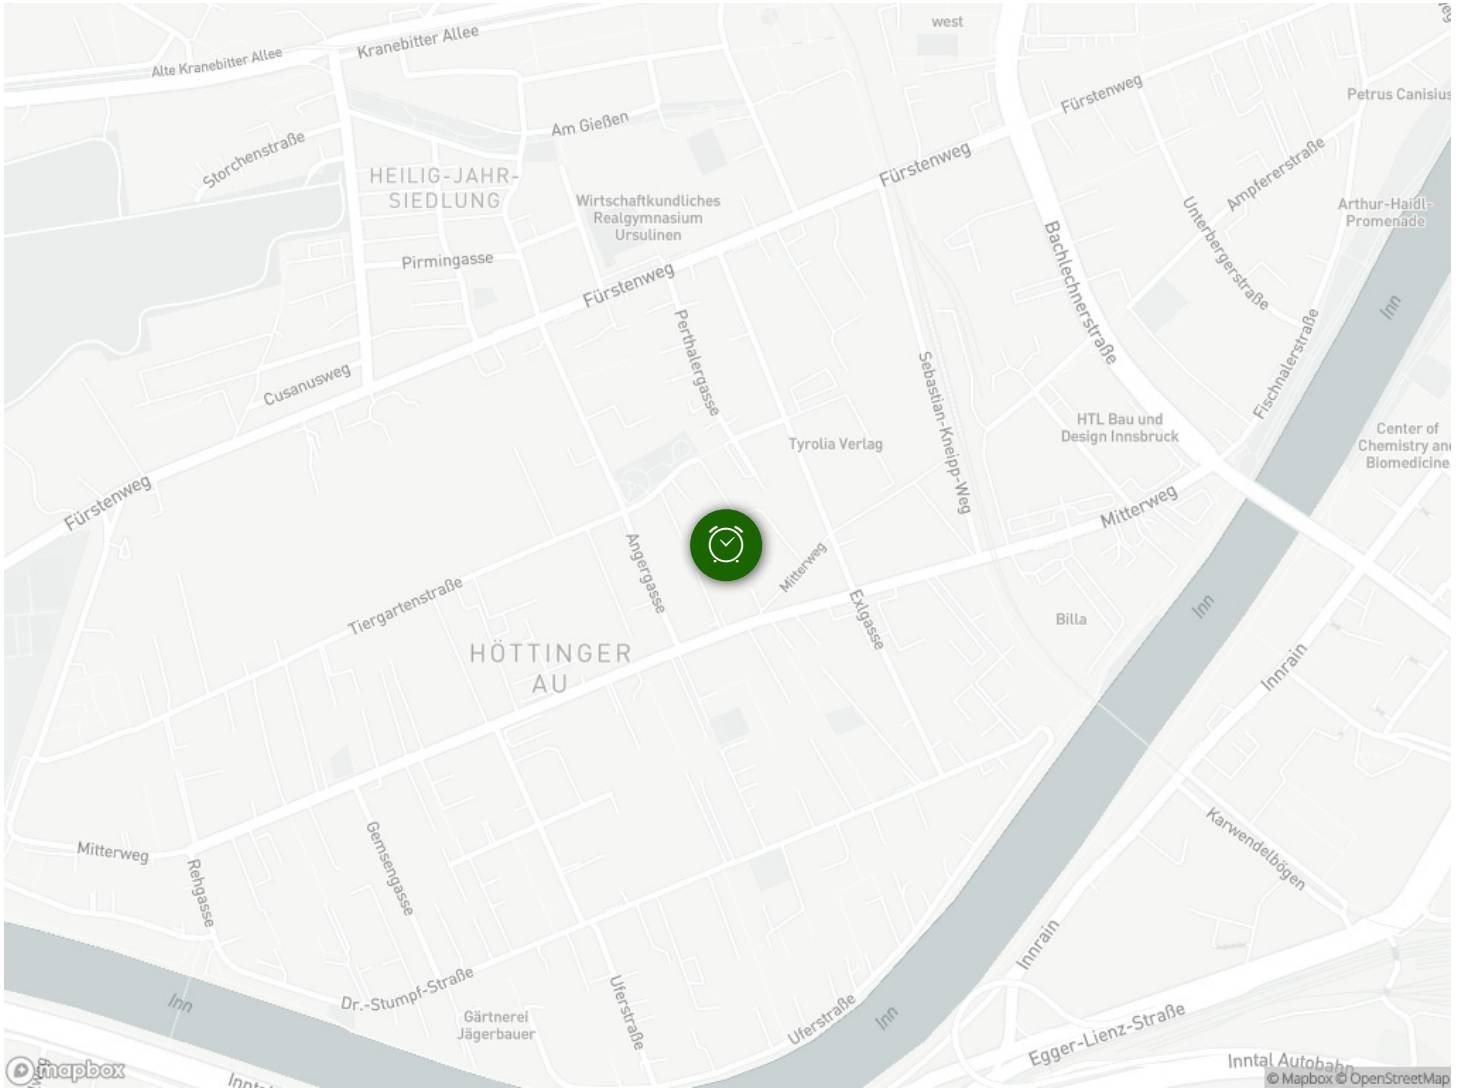 west
Kranebitter Allee
Alte Kranebitter Allee
Petrus Canisius
Fürstenweg
Am Gießen
Storchenstraße
HEILIG-JAHR-
SIEDLUNG
Fürstenweg
Ampfererstraße
Wirtschaftkundliches
Realgymnasium
Ursulinen
Unterbergerstraße
Arthur-Haidl-
Promenade
Bachlechnerstraße
Pirmingasse
Fürstenweg
Inn
Perthalergasse
Sebastian-Kneipp-Weg
Fischnalerstraße
Cusanusweg
Tyrolia Verlag
HTL Bau und
Design Innsbruck
Center of
Chemistry and
Biomedicine
Fürstenweg
Mitterweg
Angergasse
Mitterweg
Tiergartenstraße
Exlgasse
Inn
Billa
HÖTTINGER
AU
Innrain
Mitterweg
Rehgasse
Gemsengasse
Karwendelbögen
Innrain
Dr.-Stumpf-Straße
Inn
Gärtnerei
Jägerbauer
Uferstraße
Uferstraße
Inn
Egger-Lienz-Straße
Inntal Autobahn
mapbox
© Mapbox © OpenStreetMap